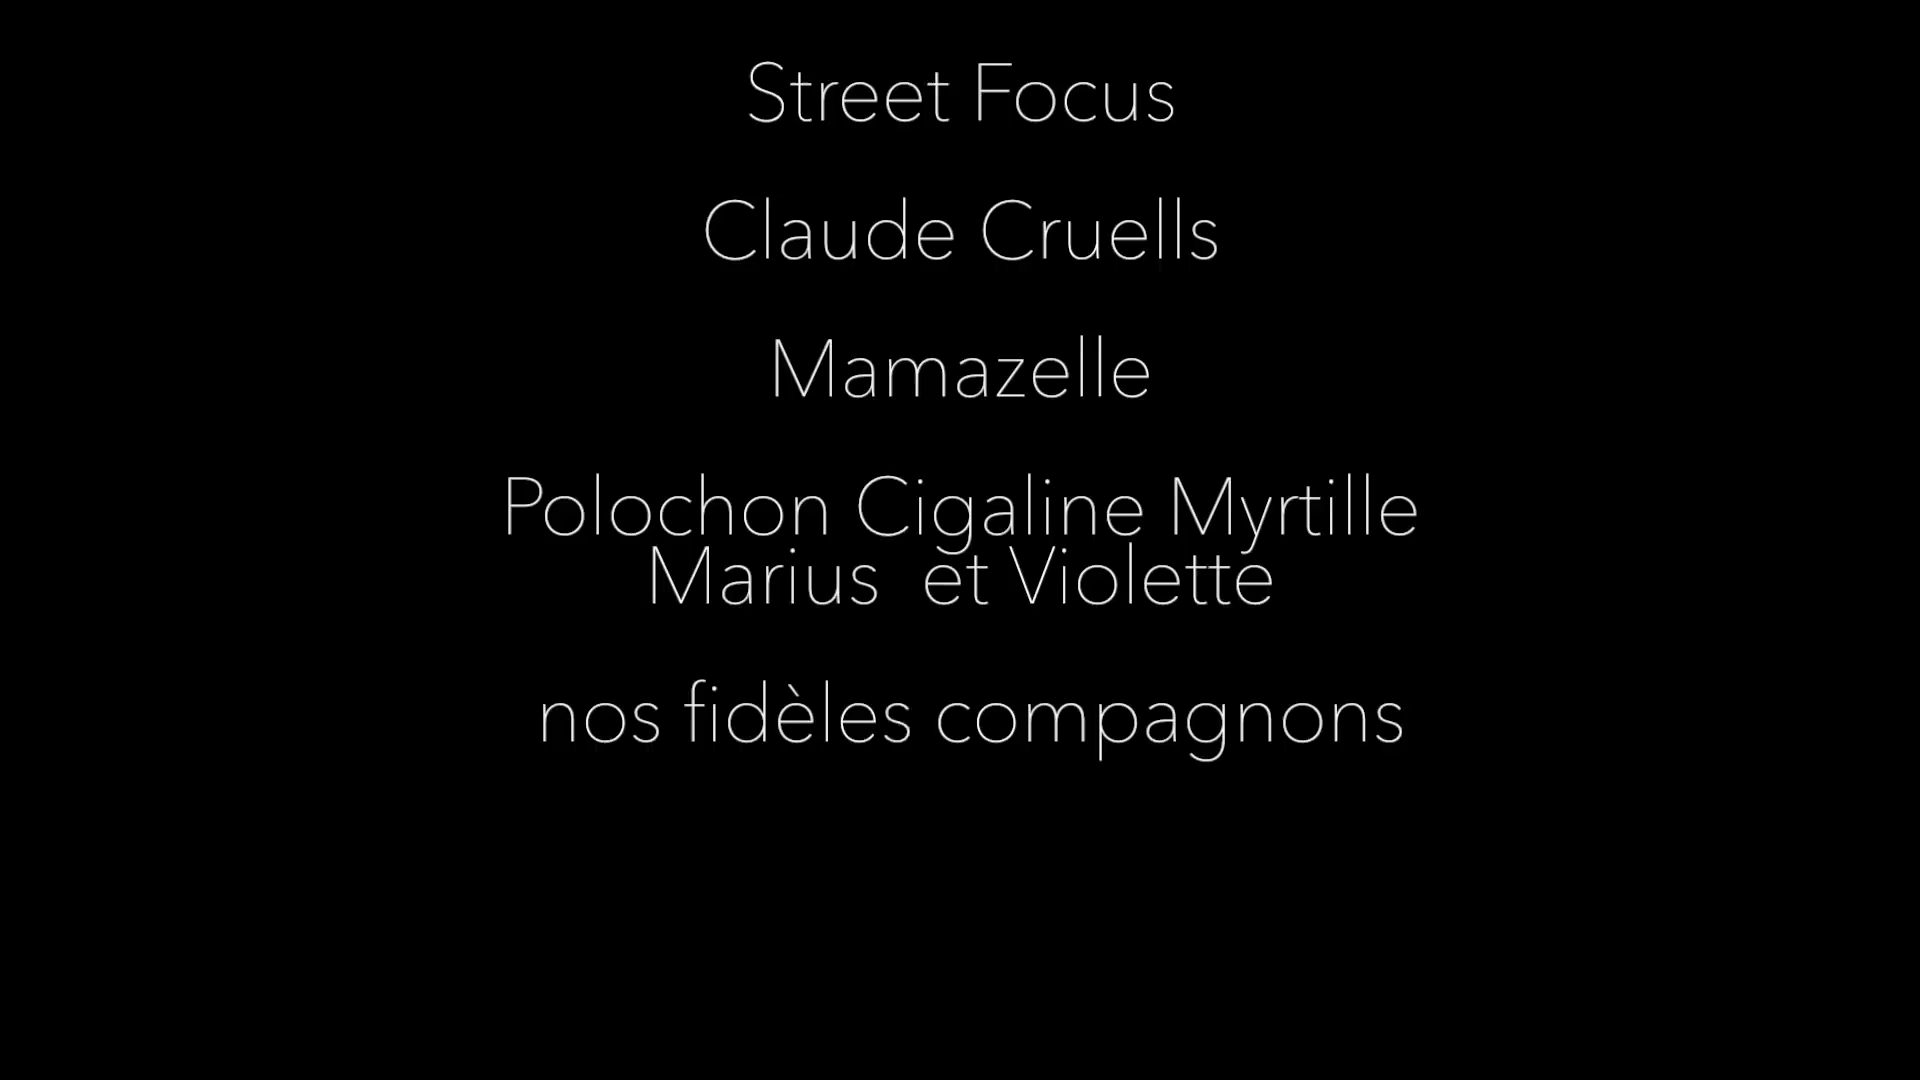 Street Focus
Claude Cruells
Mamazelle
Polochon Cigaline Myrtille
Marius  et Violette
nos fidèles compagnons